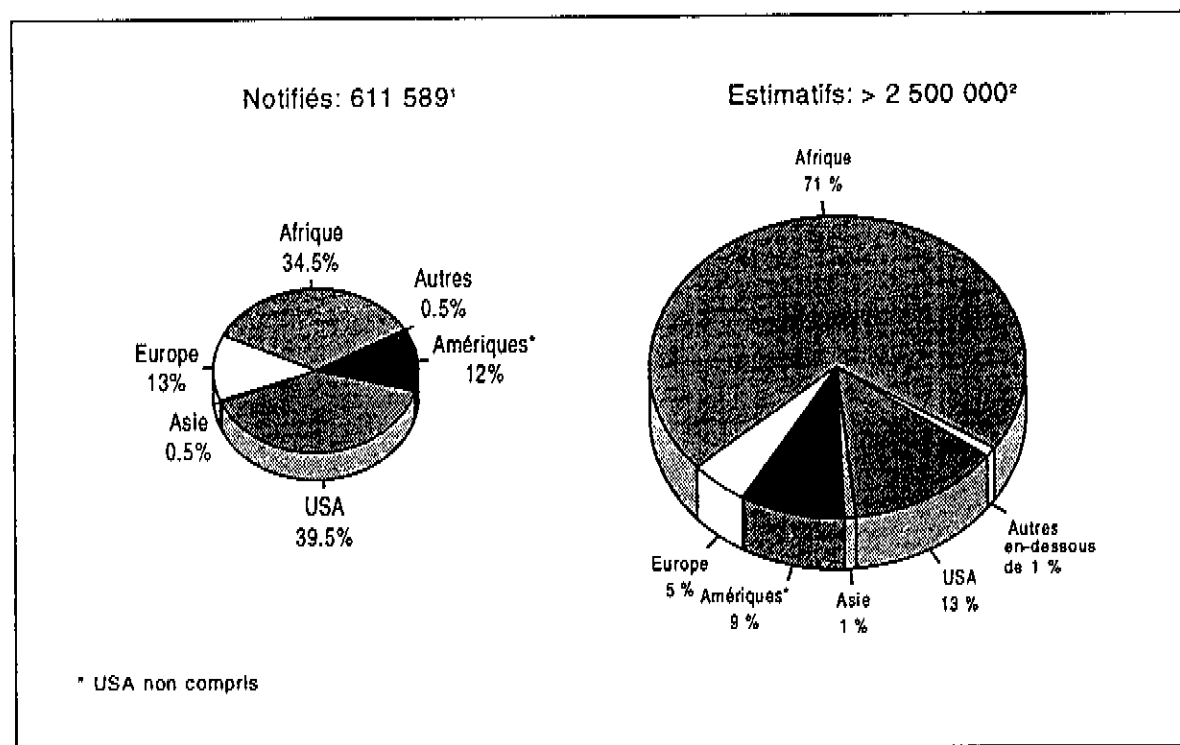 Notifiés: 611 589¹
Estimatifs: > 2 500 000²
Afrique
34.5%
Autres
0.5%
Amériques*
12%
Europe
13%
Asie
0.5%
USA
39.5%
Afrique
71 %
Europe
5 %
Amériques*
9 %
Asie
1 %
USA
13 %
Autres
en-dessous
de 1 %
* USA non compris